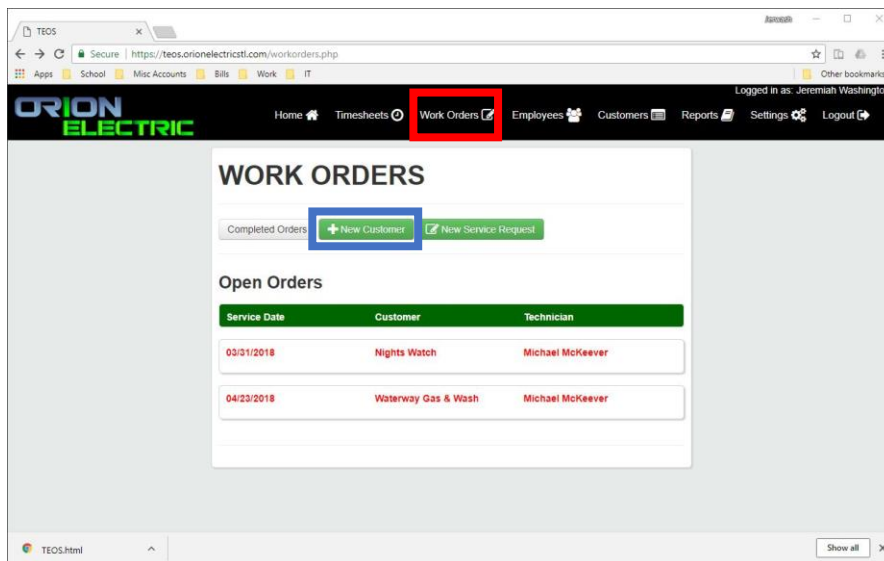 TEOS
Jeremiah
Secure | https://teos.orionelectricstl.com/workorders.php
Apps School Misc Accounts Bills Work IT Other bookmarks
Logged in as: Jeremiah Washingto
ORION
ELECTRIC
Home Timesheets Work Orders Employees Customers Reports Settings Logout
WORK ORDERS
Completed Orders New Customer New Service Request
Open Orders
Service Date Customer Technician
03/31/2018 Nights Watch Michael McKeever
04/23/2018 Waterway Gas & Wash Michael McKeever
TEOS.html Show all